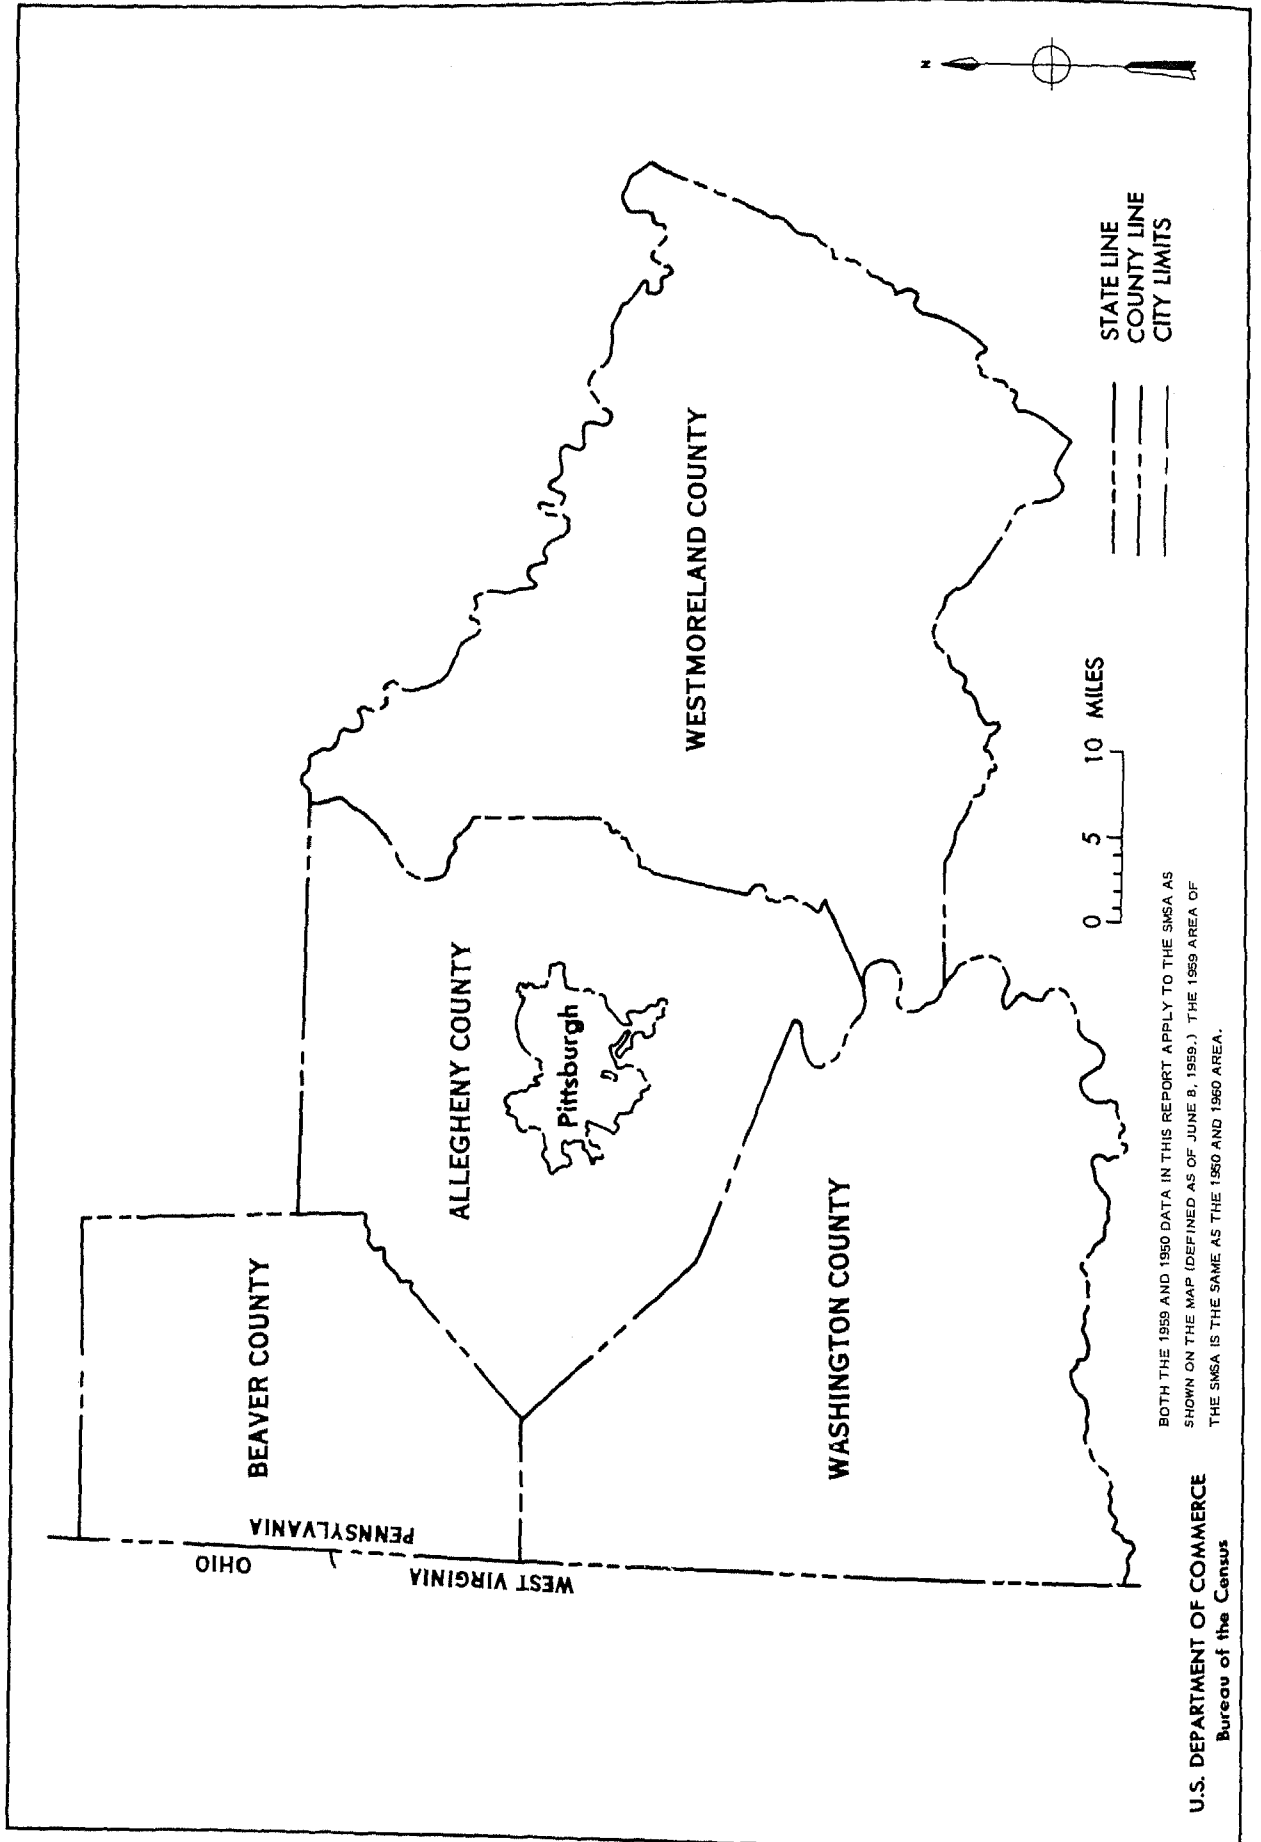 N
OHIO
PENNSYLVANIA
WEST VIRGINIA
BEAVER COUNTY
ALLEGHENY COUNTY
Pittsburgh
WESTMORELAND COUNTY
WASHINGTON COUNTY
0 5 10 MILES
STATE LINE
COUNTY LINE
CITY LIMITS
BOTH THE 1959 AND 1950 DATA IN THIS REPORT APPLY TO THE SMSA AS
SHOWN ON THE MAP (DEFINED AS OF JUNE 8, 1959.) THE 1959 AREA OF
THE SMSA IS THE SAME AS THE 1950 AND 1960 AREA.
U.S. DEPARTMENT OF COMMERCE
Bureau of the Census